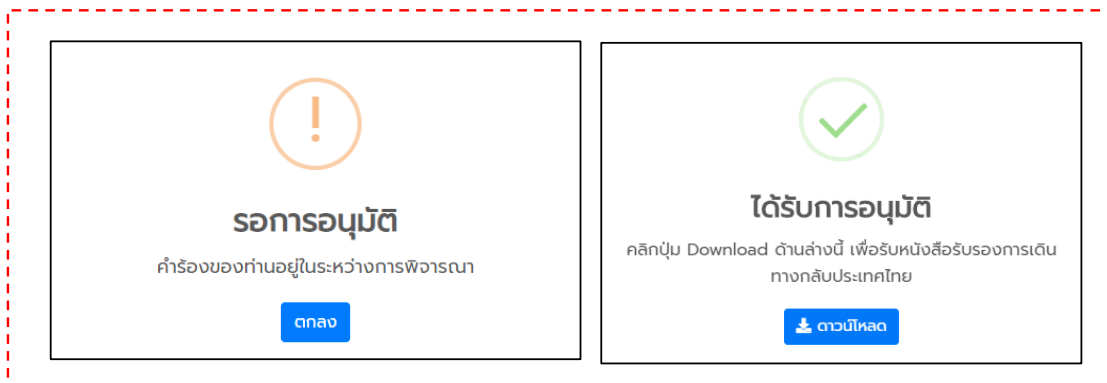 รอการอนุมัติ
คำร้องของท่านอยู่ในระหว่างการพิจารณา
ตกลง
ได้รับการอนุมัติ
คลิกปุ่ม Download ด้านล่างนี้ เพื่อรับหนังสือรับรองการเดิน
ทางกลับประเทศไทย
ดาวน์โหลด